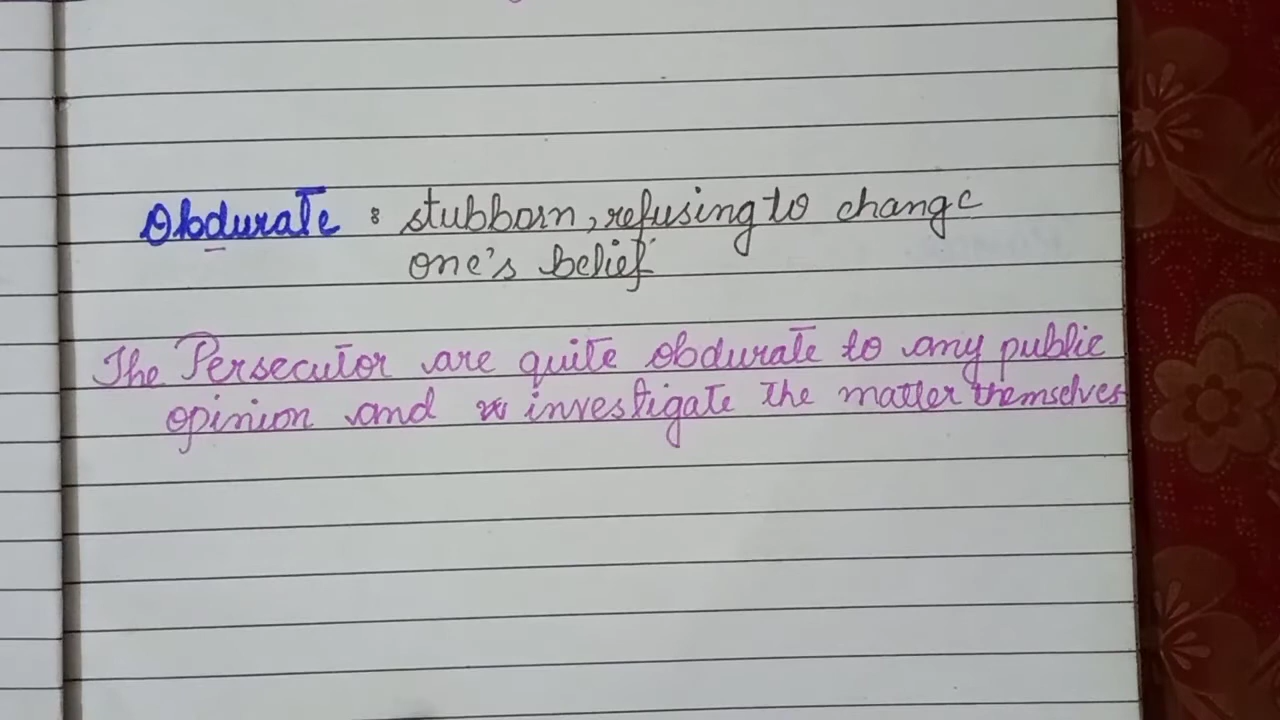 Obdurate : stubborn, refusing to change
one's belief
The Persecutor are quite obdurate to any public
opinion and investigate the matter themselves